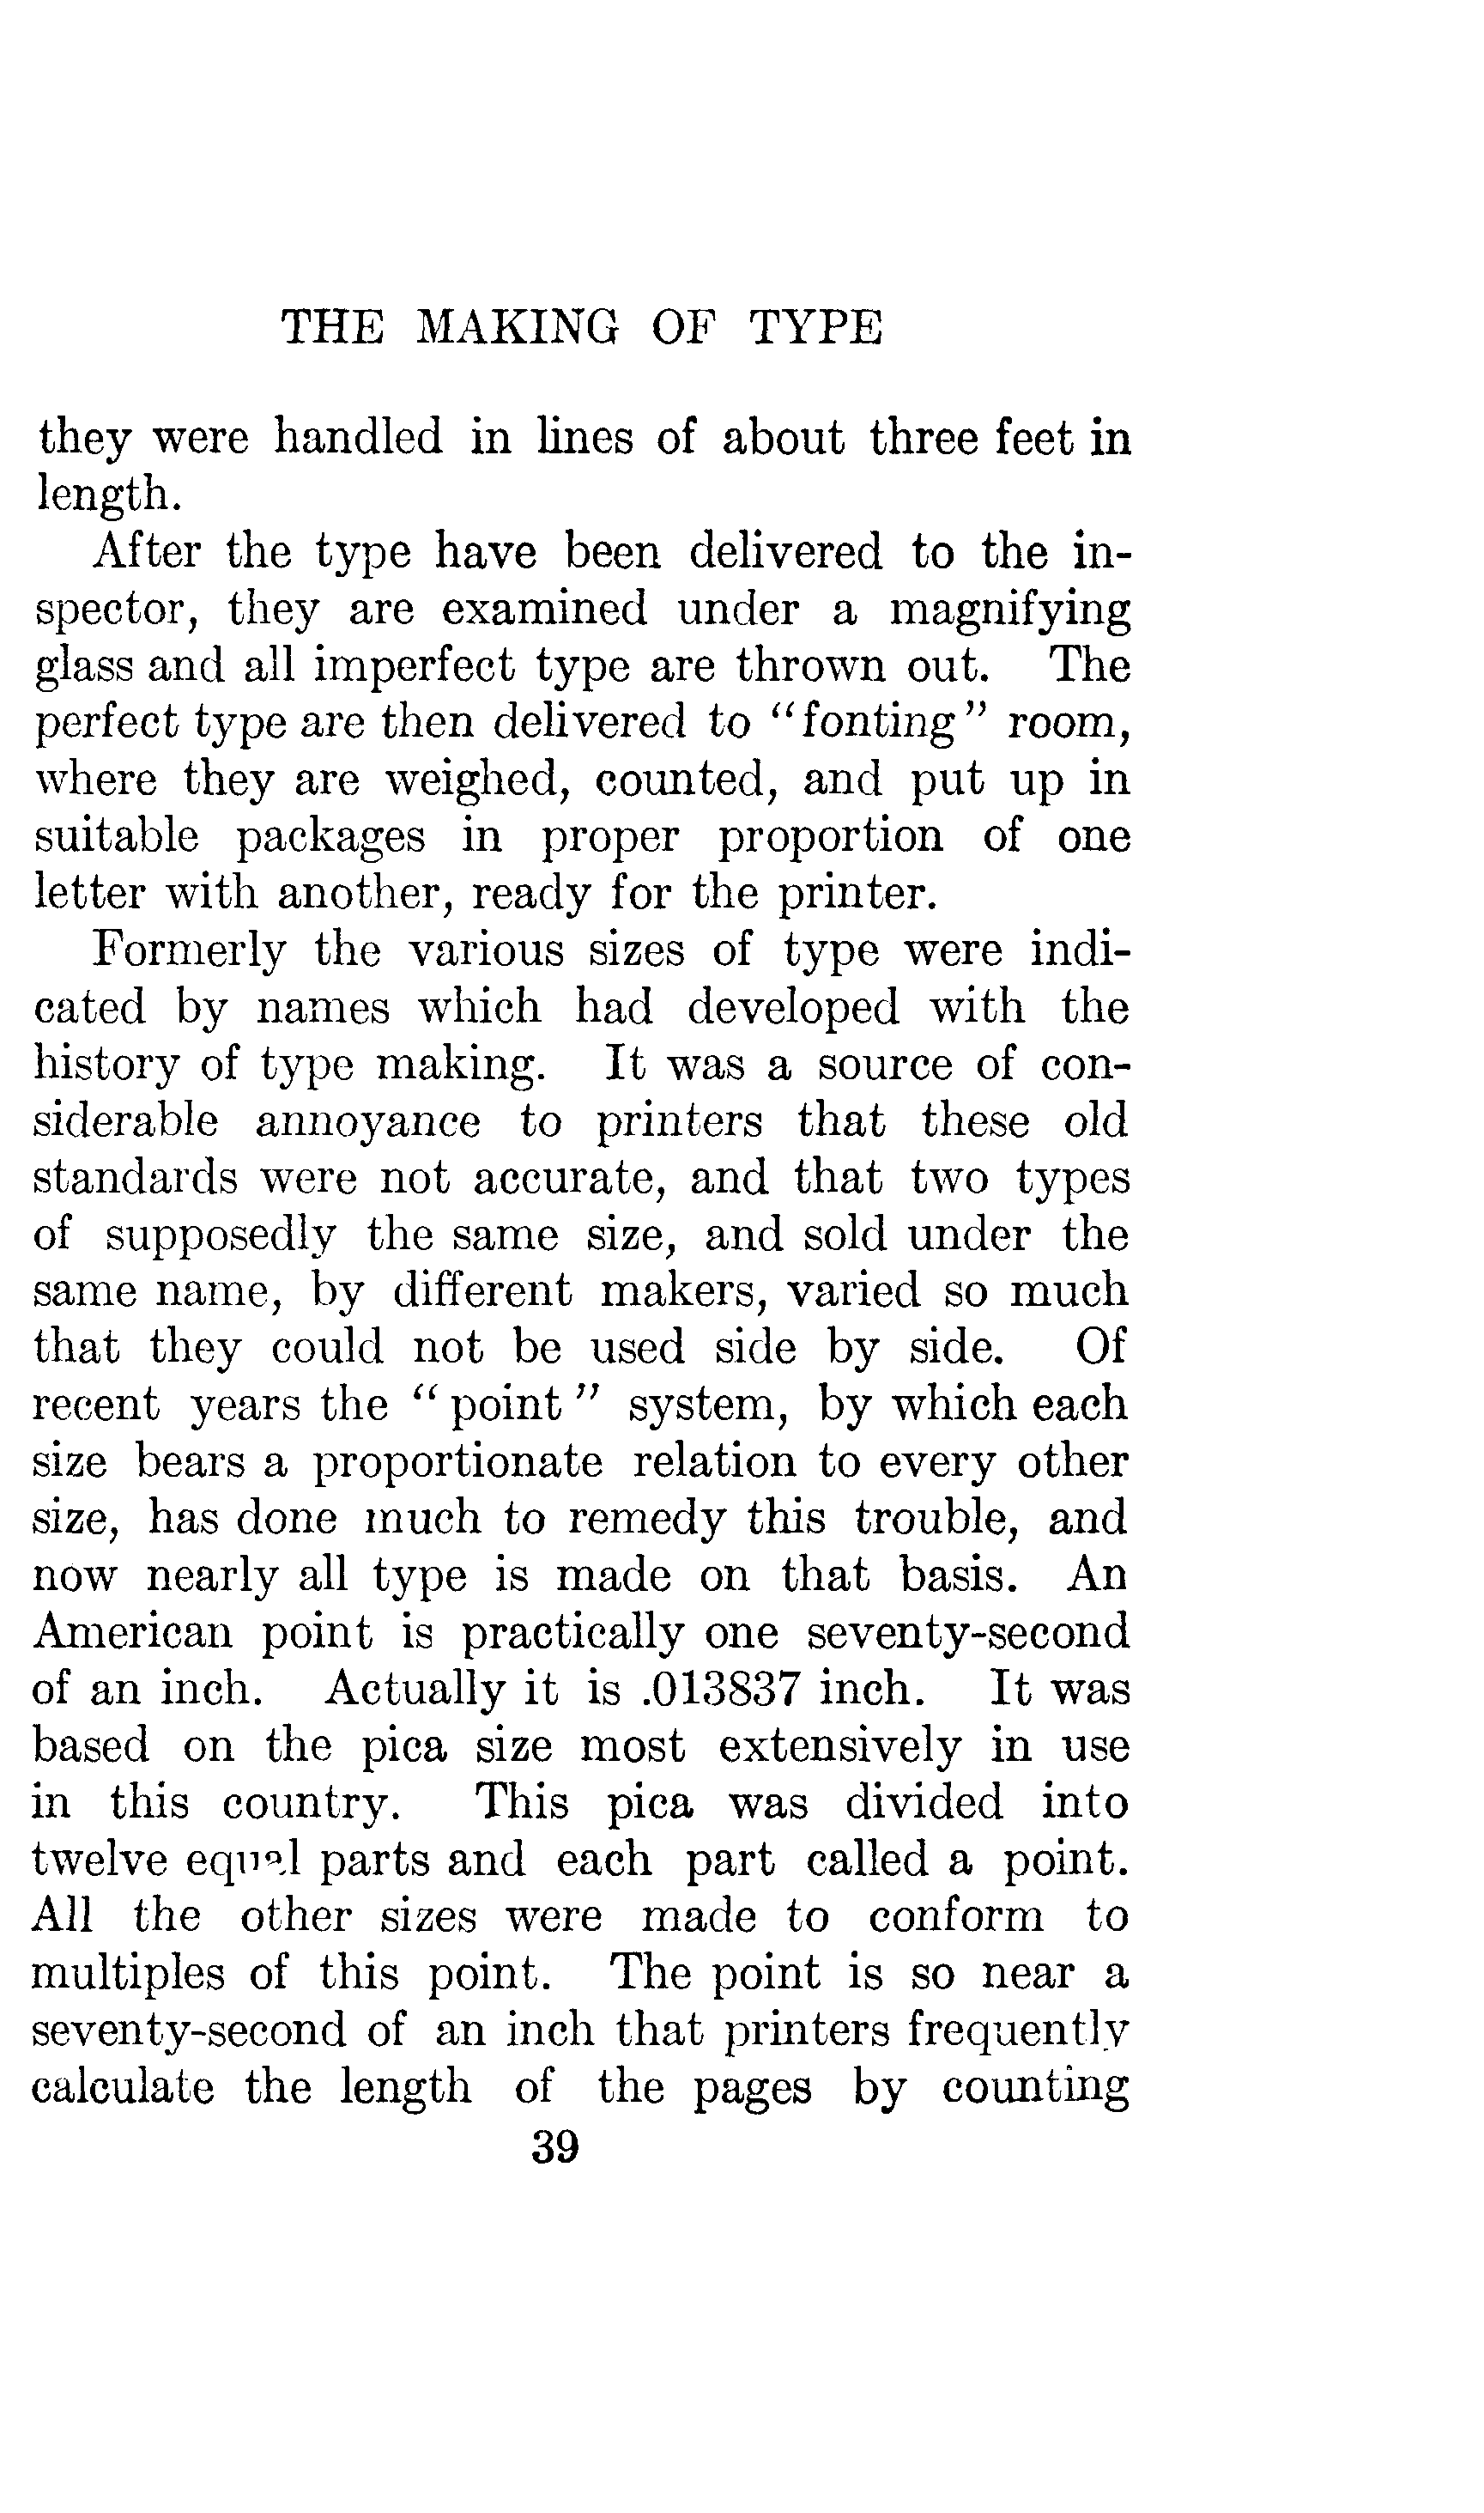 THE MAKING OF TYPE
they were handled in lines of about three feet in
length.
After the type have been delivered to the in-
spector, they are examined under a magnifying
glass and all imperfect type are thrown out. The
perfect type are then delivered to “fonting” room,
where they are weighed, counted, and put up in
suitable packages in proper proportion of one
letter with another, ready for the printer.
Formerly the various sizes of type were indi-
cated by names which had developed with the
history of type making. It was a source of con-
siderable annoyance to printers that these old
standards were not accurate, and that two types
of supposedly the same size, and sold under the
same name, by different makers, varied so much
that they could not be used side by side. Of
recent years the “point” system, by which each
size bears a proportionate relation to every other
size, has done much to remedy this trouble, and
now nearly all type is made on that basis. An
American point is practically one seventy-second
of an inch. Actually it is .013837 inch. It was
based on the pica size most extensively in use
in this country. This pica was divided into
twelve equal parts and each part called a point.
All the other sizes were made to conform to
multiples of this point. The point is so near a
seventy-second of an inch that printers frequently
calculate the length of the pages by counting
39